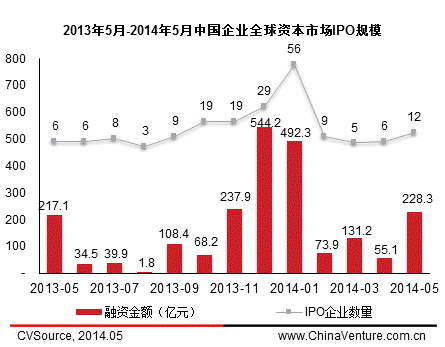 2013年5月-2014年5月中国企业全球资本市场IPO规模
800
700
600
500
400
300
200
100
-
6 6 8 3 9 19 19 29 56 9 5 6 12
217.1 34.5 39.9 1.8 108.4 68.2 237.9 544.2 492.3 73.9 131.2 55.1 228.3
2013-05 2013-07 2013-09 2013-11 2014-01 2014-03 2014-05
融资金额（亿元） IPO企业数量
CVSource, 2014.05 www.ChinaVenture.com.cn